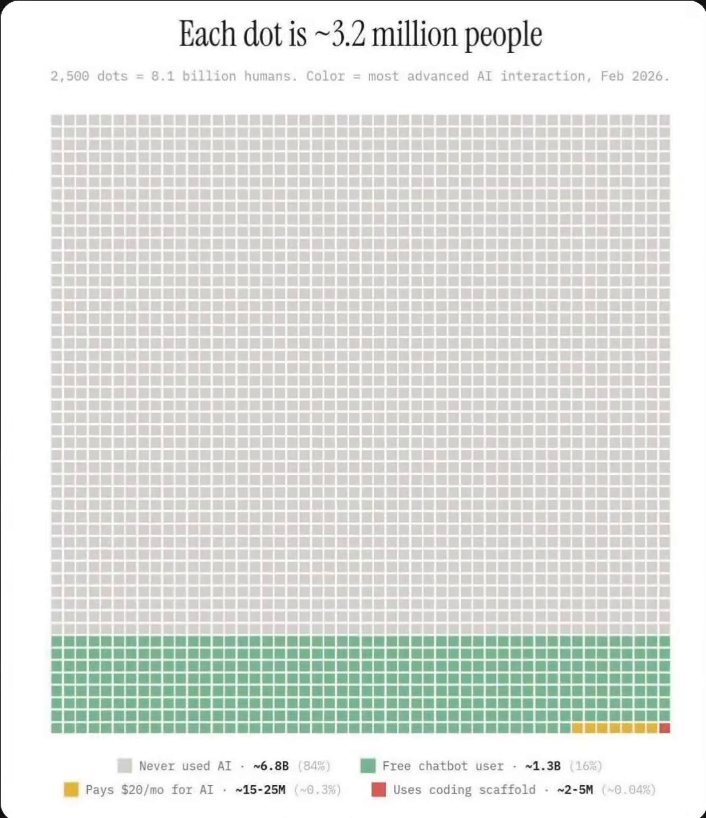 Each dot is ~3.2 million people
2,500 dots = 8.1 billion humans. Color = most advanced AI interaction, Feb 2026.
Never used AI · ~6.8B (84%) Free chatbot user · ~1.3B (16%)
Pays $20/mo for AI · ~15-25M (~0.3%) Uses coding scaffold · ~2-5M (~0.04%)